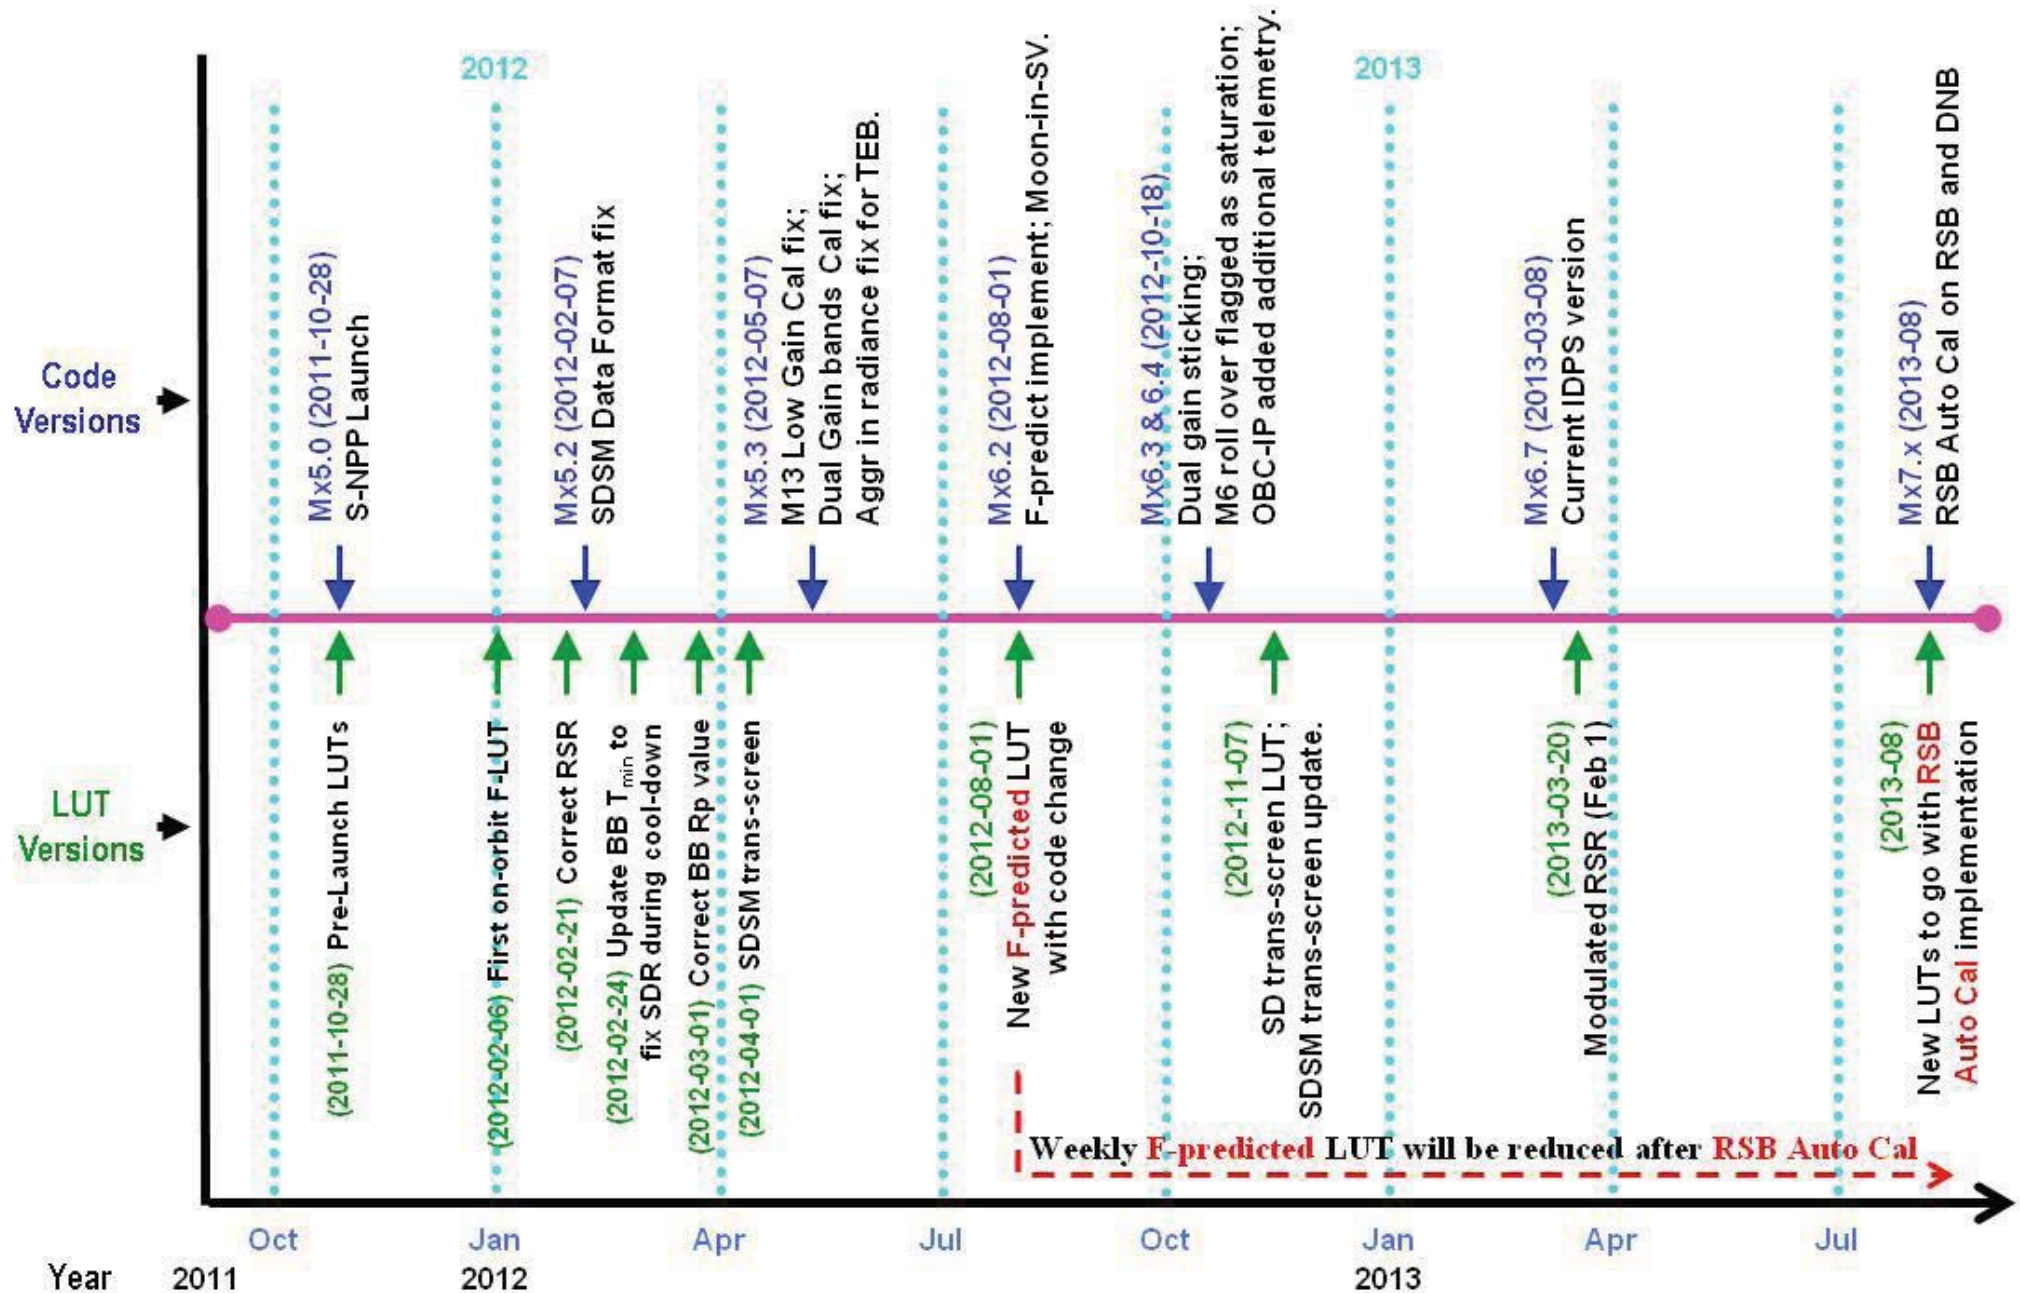 2012
2013
Code
Versions
Mx5.0 (2011-10-28)
S-NPP Launch
Mx5.2 (2012-02-07)
SDSM Data Format fix
Mx5.3 (2012-05-07)
M13 Low Gain Cal fix;
Dual Gain bands Cal fix;
Aggr in radiance fix for TEB.
Mx6.2 (2012-08-01)
F-predict implement; Moon-in-SV.
Mx6.3 & 6.4 (2012-10-18)
Dual gain sticking;
M6 roll over flagged as saturation;
OBC-IP added additional telemetry.
Mx6.7 (2013-03-08)
Current IDPS version
Mx7.x (2013-08)
RSB Auto Cal on RSB and DNB
LUT
Versions
(2011-10-28) Pre-Launch LUTs
(2012-02-06) First on-orbit F-LUT
(2012-02-21) Correct RSR
(2012-02-24) Update BB Tmin to
fix SDR during cool-down
(2012-03-01) Correct BB Rp value
(2012-04-01) SDSM trans-screen
(2012-08-01)
New F-predicted LUT
with code change
(2012-11-07)
SD trans-screen LUT;
SDSM trans-screen update.
(2013-03-20)
Modulated RSR (Feb 1)
(2013-08)
New LUTs to go with RSB
Auto Cal implementation
Weekly F-predicted LUT will be reduced after RSB Auto Cal
Oct Jan Apr Jul Oct Jan Apr Jul
Year 2011 2012 2013